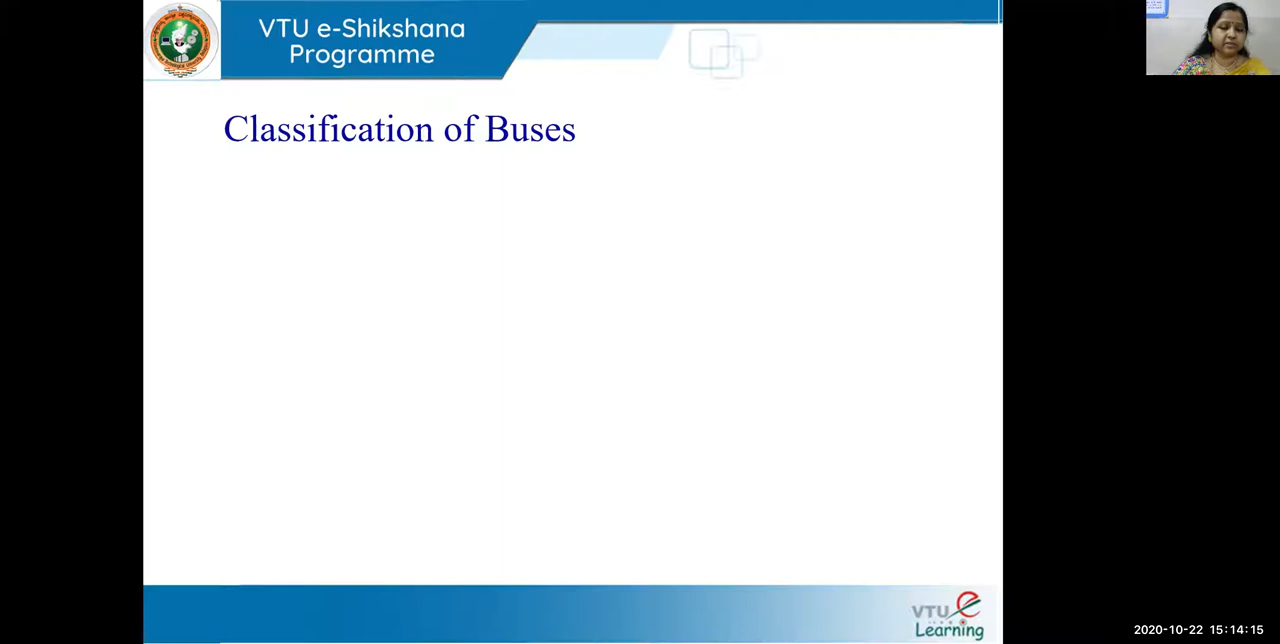 VTU e-Shikshana
Programme
Classification of Buses
VTU
Learning
2020-10-22 15:14:15